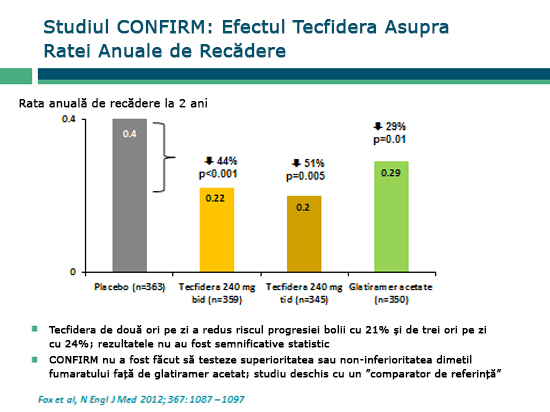 Studiul CONFIRM: Efectul Tecfidera Asupra
Ratei Anuale de Recădere
Rata anuală de recădere la 2 ani
0.4
0.4
44%
p<0.001
51%
p=0.005
29%
p=0.01
0.22
0.2
0.29
0
Placebo (n=363)
Tecfidera 240 mg
bid (n=359)
Tecfidera 240 mg
tid (n=345)
Glatiramer acetate
(n=350)
Tecfidera de două ori pe zi a redus riscul progresiei bolii cu 21% și de trei ori pe zi
cu 24%; rezultatele nu au fost semnificative statistic
CONFIRM nu a fost făcut să testeze superioritatea sau non-inferioritatea dimetil
fumaratului față de glatiramer acetat; studiu deschis cu un ”comparator de referință”
Fox et al, N Engl J Med 2012; 367: 1087 –1097